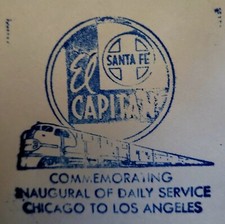 El
SANTA FE
CAPITAN
COMMEMORATING
INAUGURAL OF DAILY SERVICE
CHICAGO TO LOS ANGELES